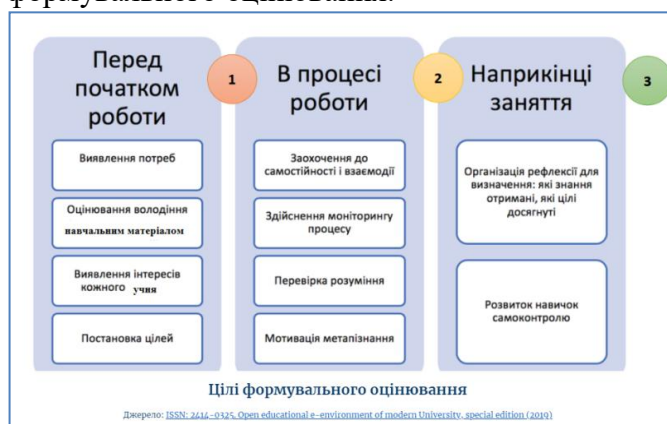 формувального оцінювання.
Перед
початком
роботи
1
Виявлення потреб
Оцінювання володіння
навчальним матеріалом
Виявлення інтересів
кожного учня
Постановка цілей
В процесі
роботи
2
Заохочення до
самостійності і взаємодії
Здійснення моніторингу
процесу
Перевірка розуміння
Мотивація метапізнання
Наприкінці
заняття
3
Організація рефлексії для
визначення: які знання
отримані, які цілі
досягнуті
Розвиток навичок
самоконтролю
Цілі формувального оцінювання
Джерело: ISSN: 2414-0325. Open educational e-environment of modern University, special edition (2019)